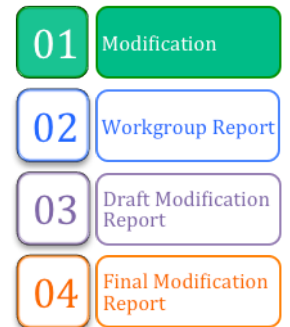 01 Modification
02 Workgroup Report
03 Draft Modification
Report
04 Final Modification
Report